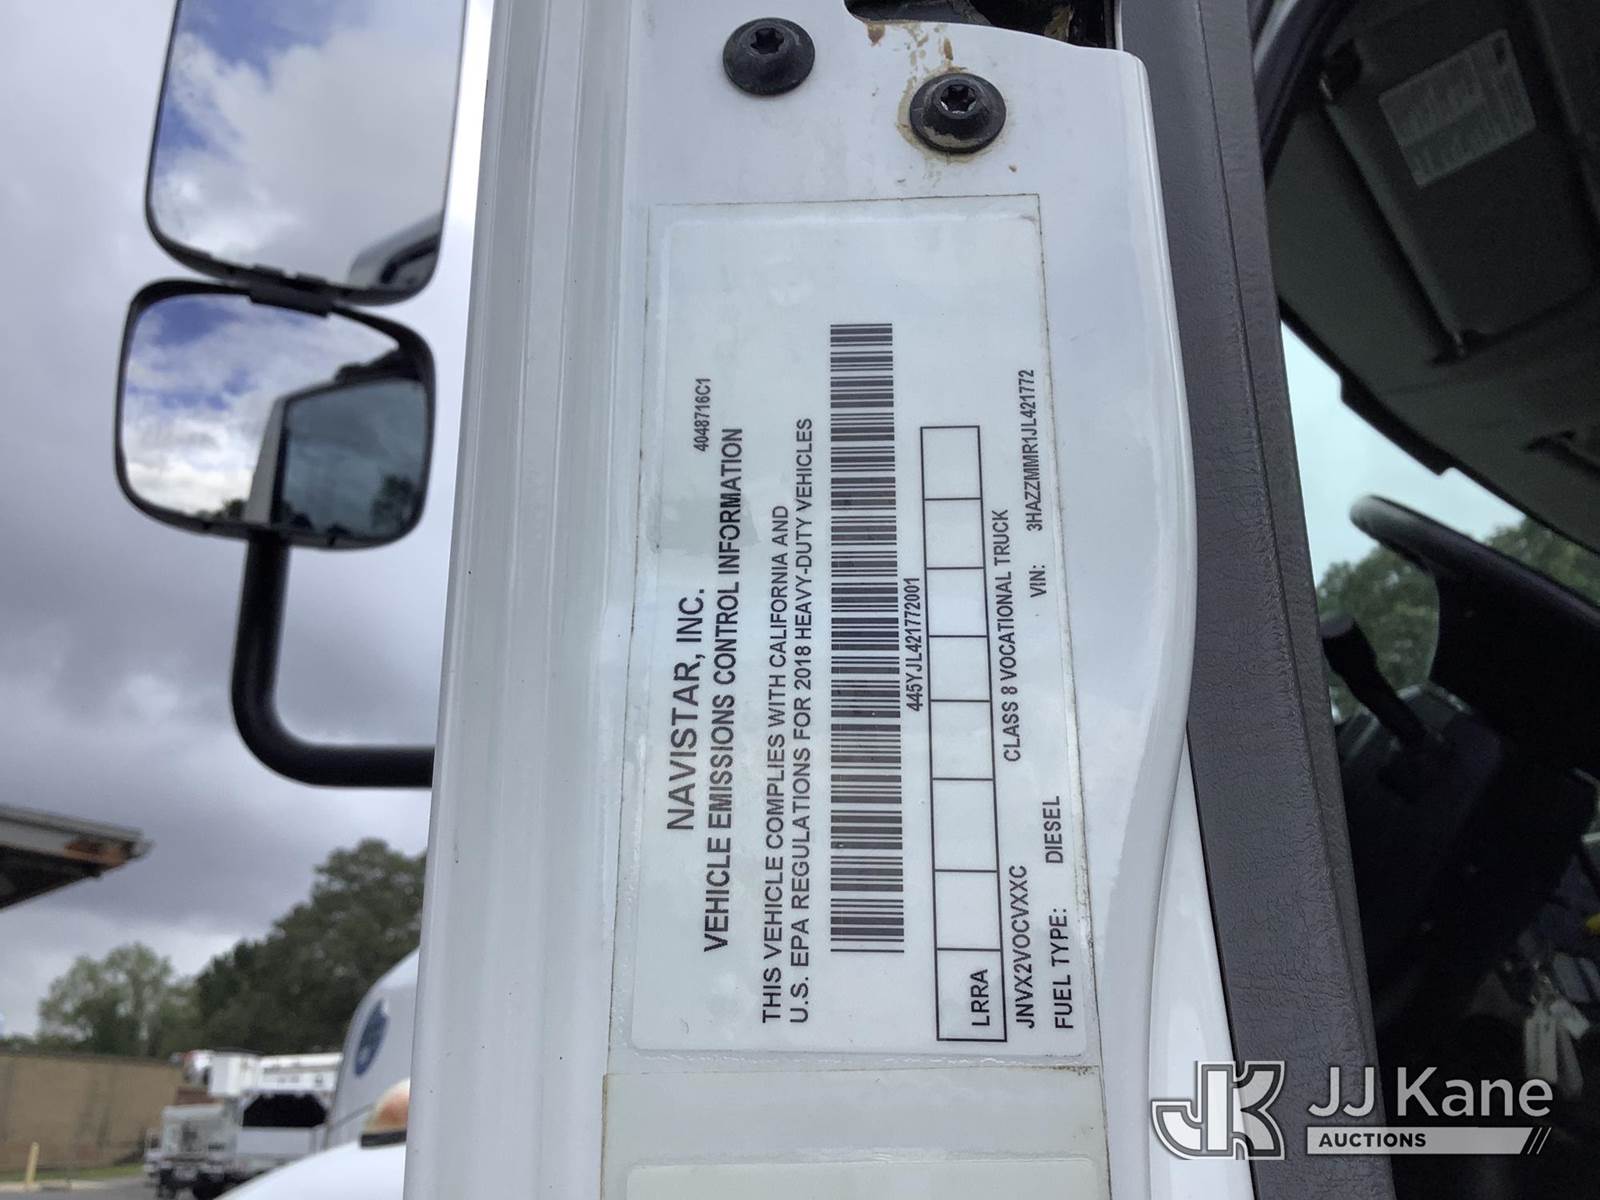 4048716C1
NAVISTAR, INC.
VEHICLE EMISSIONS CONTROL INFORMATION
THIS VEHICLE COMPLIES WITH CALIFORNIA AND
U.S. EPA REGULATIONS FOR 2018 HEAVY-DUTY VEHICLES
445YJL421772001
LRRA
JNVX2VOCVXXC CLASS 8 VOCATIONAL TRUCK
FUEL TYPE: DIESEL VIN: 3HAZZMMR1JL421772
JK JJ Kane
AUCTIONS